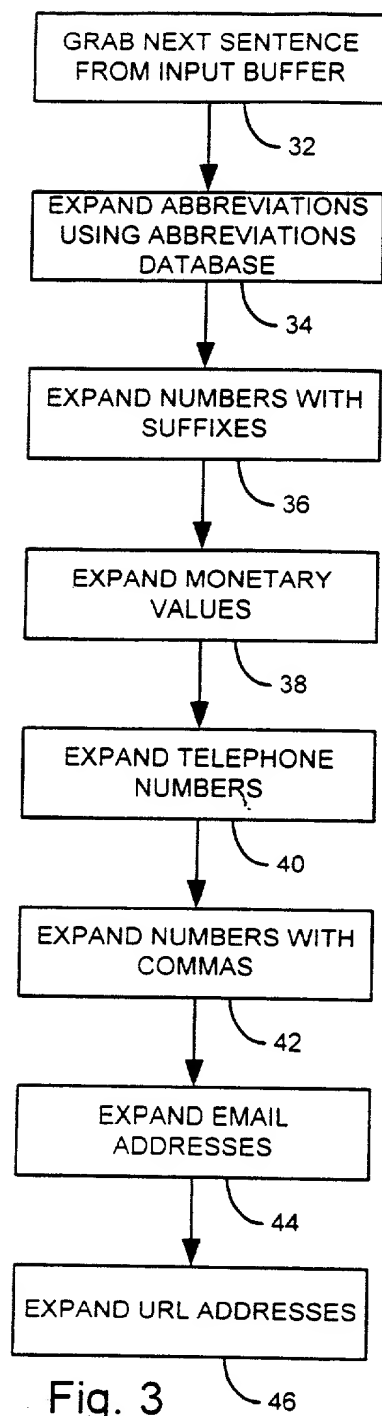 GRAB NEXT SENTENCE
FROM INPUT BUFFER
32
EXPAND ABBREVIATIONS
USING ABBREVIATIONS
DATABASE
34
EXPAND NUMBERS WITH
SUFFIXES
36
EXPAND MONETARY
VALUES
38
EXPAND TELEPHONE
NUMBERS
40
EXPAND NUMBERS WITH
COMMAS
42
EXPAND EMAIL
ADDRESSES
44
EXPAND URL ADDRESSES
46
Fig. 3